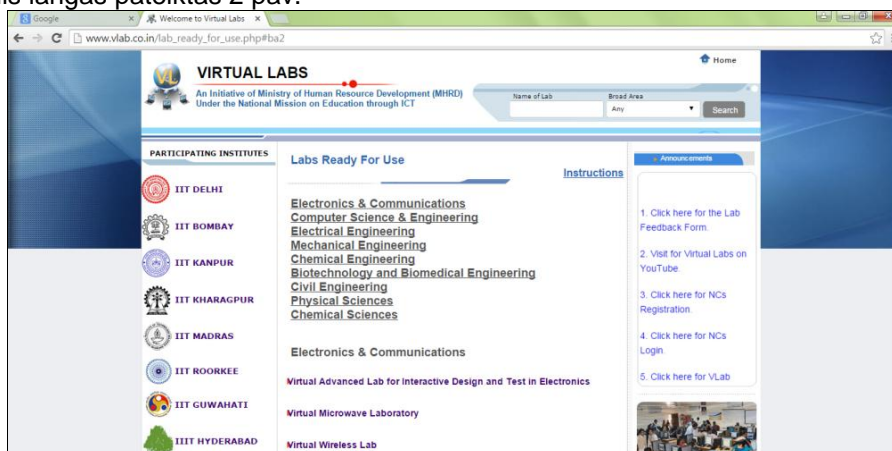 Google
Welcome to Virtual Labs
www.vlab.co.in/lab_ready_for_use.php#ba2
Home
VIRTUAL LABS
An Initiative of Ministry of Human Resource Development (MHRD)
Under the National Mission on Education through ICT
Name of Lab
Broad Area
Any
Search
PARTICIPATING INSTITUTES
IIT DELHI
IIT BOMBAY
IIT KANPUR
IIT KHARAGPUR
IIT MADRAS
IIT ROORKEE
IIT GUWAHATI
IIIT HYDERABAD
Labs Ready For Use
Instructions
Electronics & Communications
Computer Science & Engineering
Electrical Engineering
Mechanical Engineering
Chemical Engineering
Biotechnology and Biomedical Engineering
Civil Engineering
Physical Sciences
Chemical Sciences
Electronics & Communications
Virtual Advanced Lab for Interactive Design and Test in Electronics
Virtual Microwave Laboratory
Virtual Wireless Lab
Announcements
1. Click here for the Lab
Feedback Form.
2. Visit for Virtual Labs on
YouTube.
3. Click here for NCs
Registration.
4. Click here for NCs
Login.
5. Click here for VLab